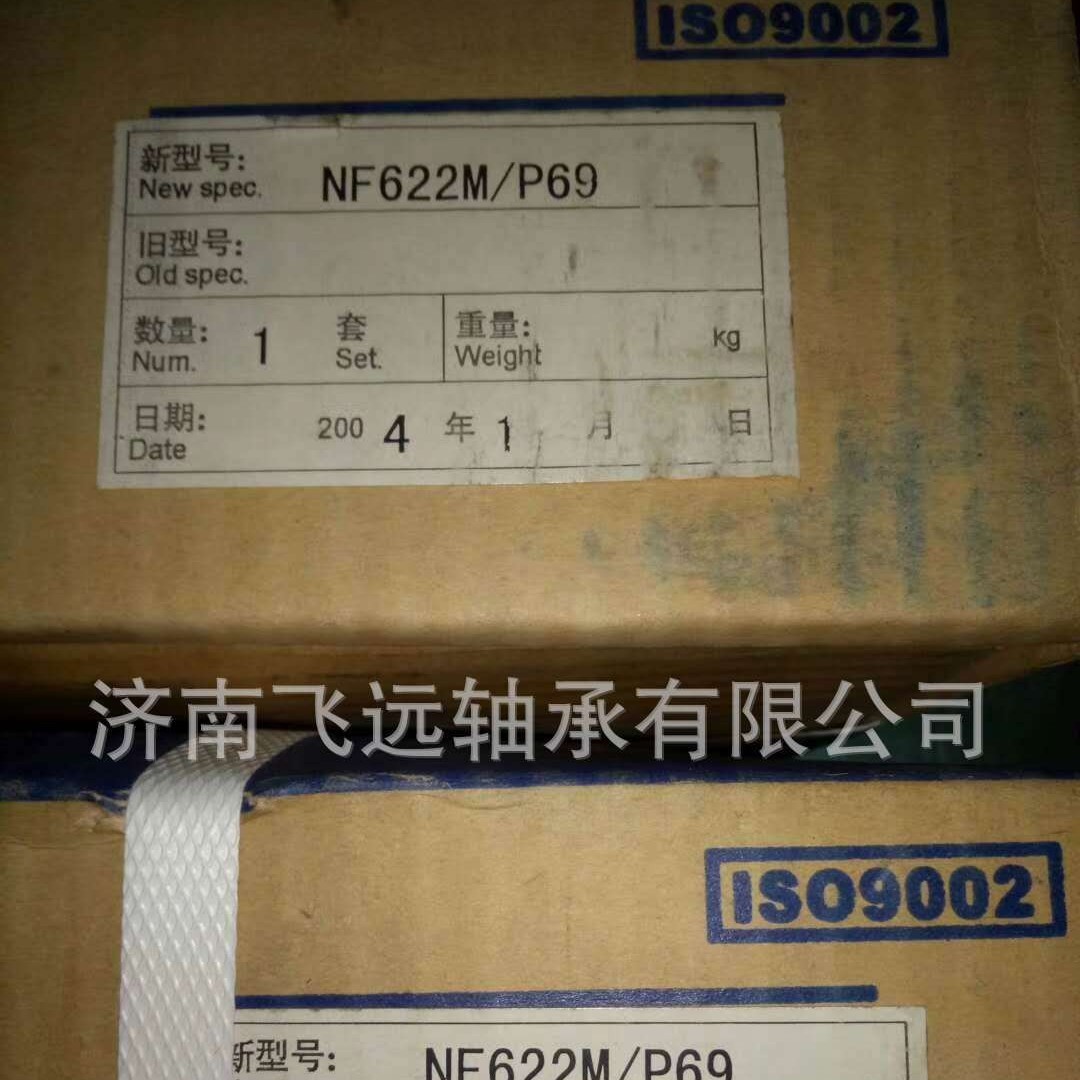 ISO9002
新型号:
New spec.
NF622M/P69
旧型号:
Old spec.
数量:
Num.
1
套
Set.
重量:
Weight
kg
日期:
Date
200 4 年 1 月 日
济南飞远轴承有限公司
ISO9002
新型号:
NF622M/P69